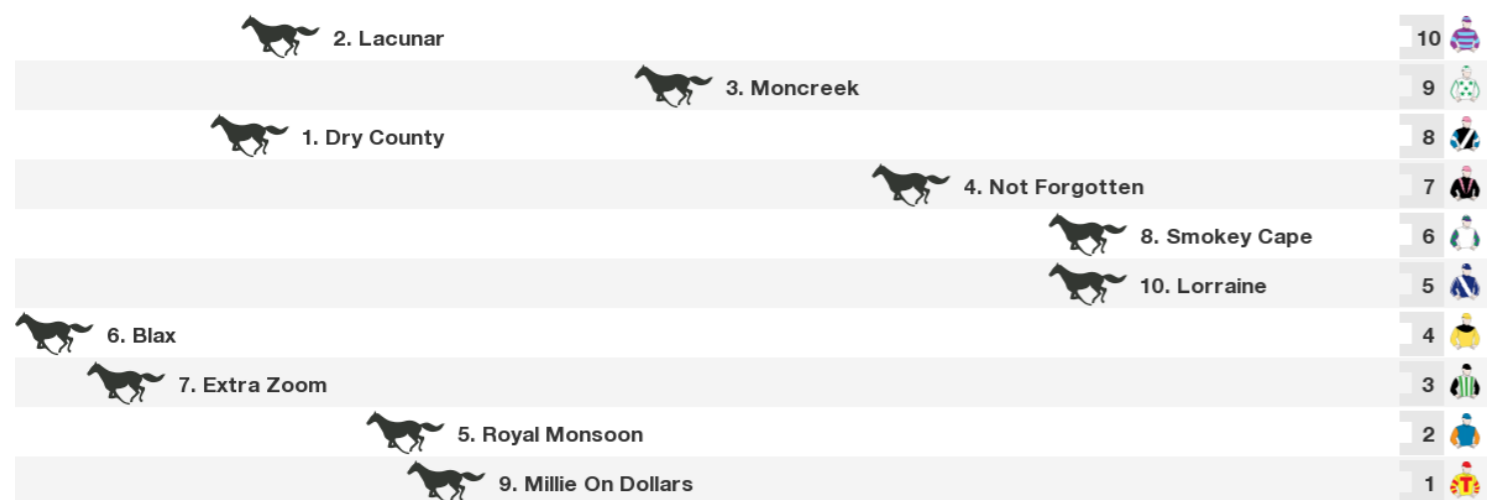 2. Lacunar 10
3. Moncreek 9
1. Dry County 8
4. Not Forgotten 7
8. Smokey Cape 6
10. Lorraine 5
6. Blax 4
7. Extra Zoom 3
5. Royal Monsoon 2
9. Millie On Dollars 1 T